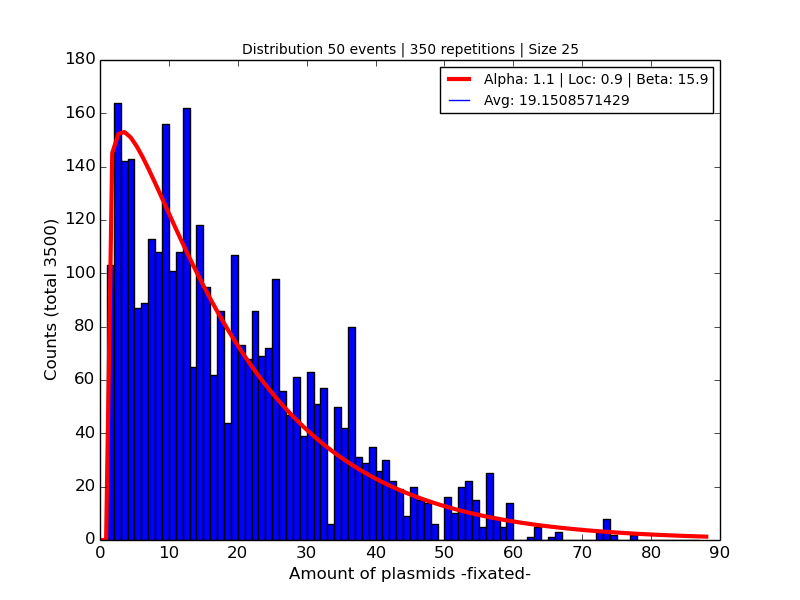 Distribution 50 events | 350 repetitions | Size 25
Alpha: 1.1 | Loc: 0.9 | Beta: 15.9
Avg: 19.1508571429
180
160
140
120
100
80
60
40
20
0
Counts (total 3500)
0 10 20 30 40 50 60 70 80 90
Amount of plasmids -fixated-